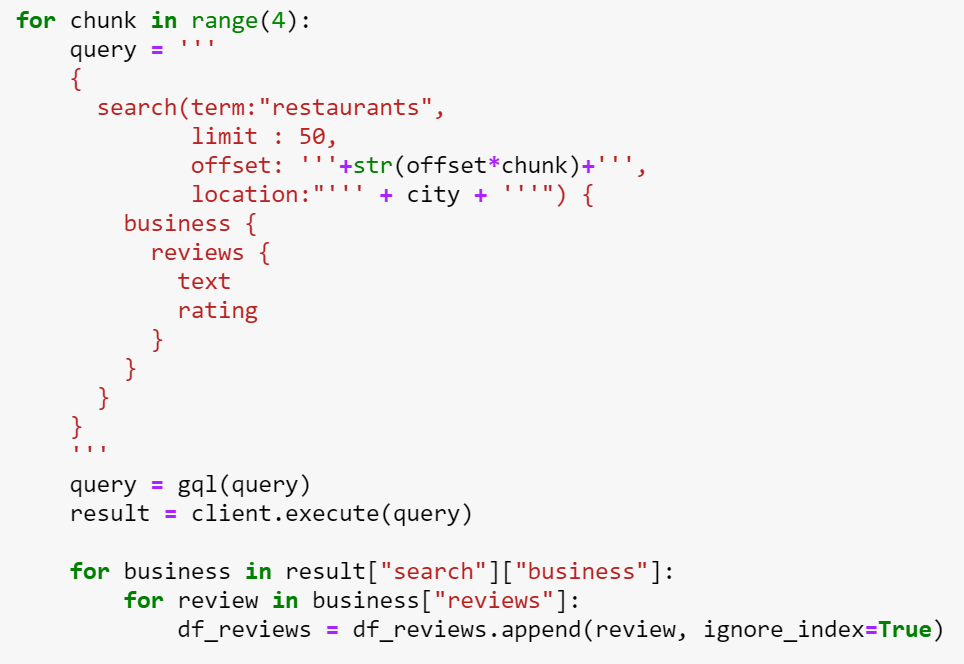 for chunk in range(4):
    query = '''
    {
      search(term:"restaurants",
             limit : 50,
             offset: '''+str(offset*chunk)+''',
             location:"''' + city + '''") {
        business {
          reviews {
            text
            rating
          }
        }
      }
    }
    '''
    query = gql(query)
    result = client.execute(query)

    for business in result["search"]["business"]:
        for review in business["reviews"]:
            df_reviews = df_reviews.append(review, ignore_index=True)